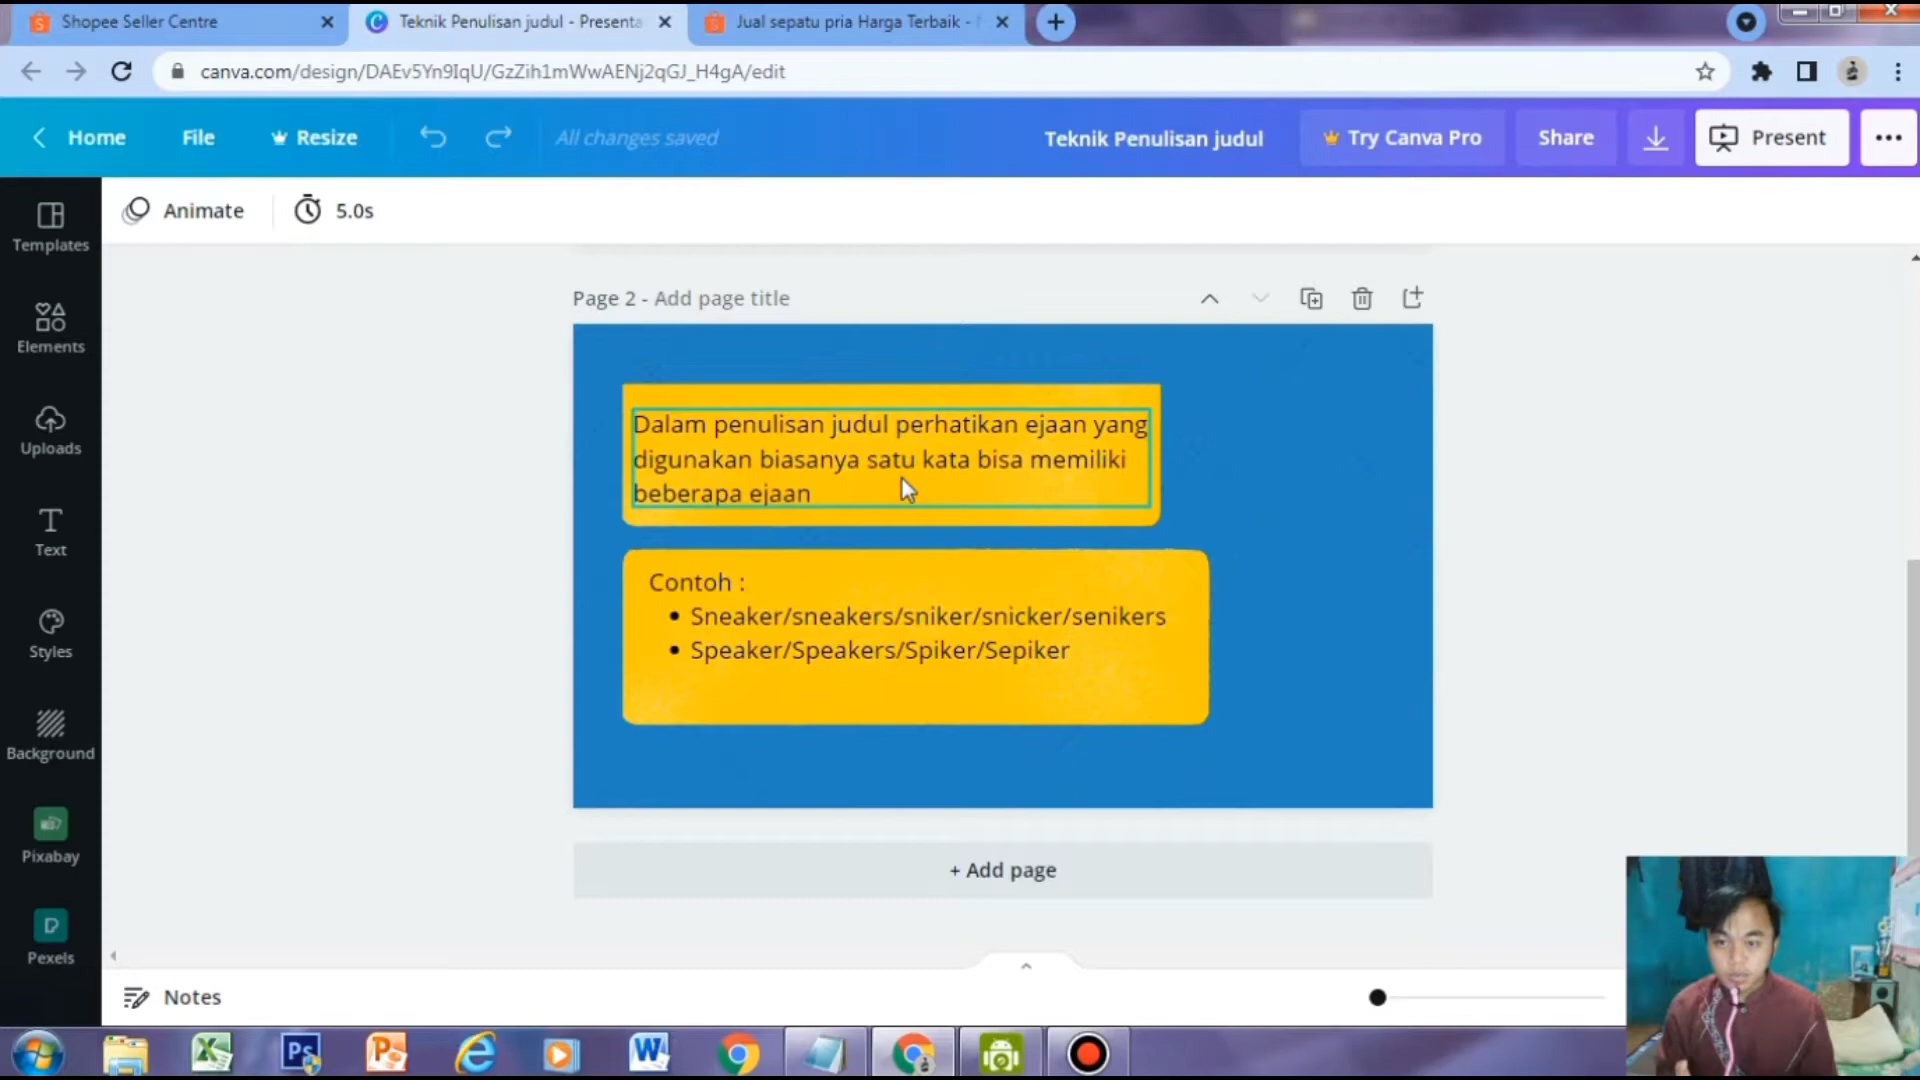 Shopee Seller Centre
Teknik Penulisan judul - Presenta
Jual sepatu pria Harga Terbaik -
canva.com/design/DAEv5Yn9IqU/GzZih1mWwAENj2qGJ_H4gA/edit
Home
File
Resize
All changes saved
Teknik Penulisan judul
Try Canva Pro
Share
Present
Templates
Elements
Uploads
Text
Styles
Background
Pixabay
Pexels
Animate
5.0s
Page 2 - Add page title
Dalam penulisan judul perhatikan ejaan yang
digunakan biasanya satu kata bisa memiliki
beberapa ejaan
Contoh :
• Sneaker/sneakers/sniker/snicker/senikers
• Speaker/Speakers/Spiker/Sepiker
+ Add page
Notes
Ps